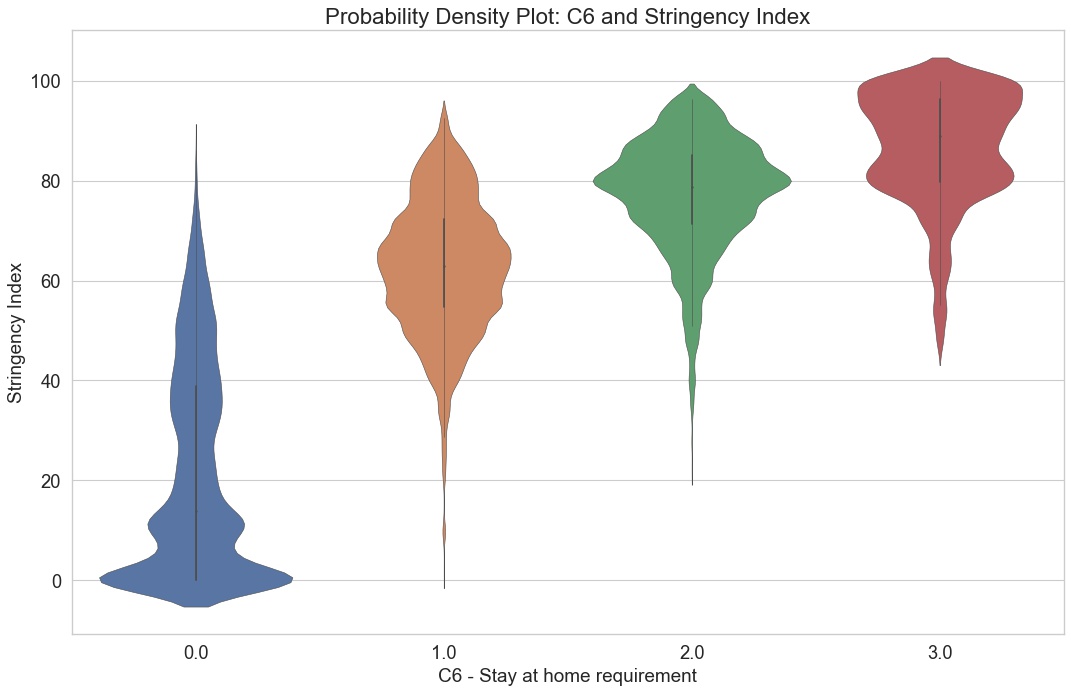 Probability Density Plot: C6 and Stringency Index
Stringency Index
100
80
60
40
20
0
0.0 1.0 2.0 3.0
C6 - Stay at home requirement